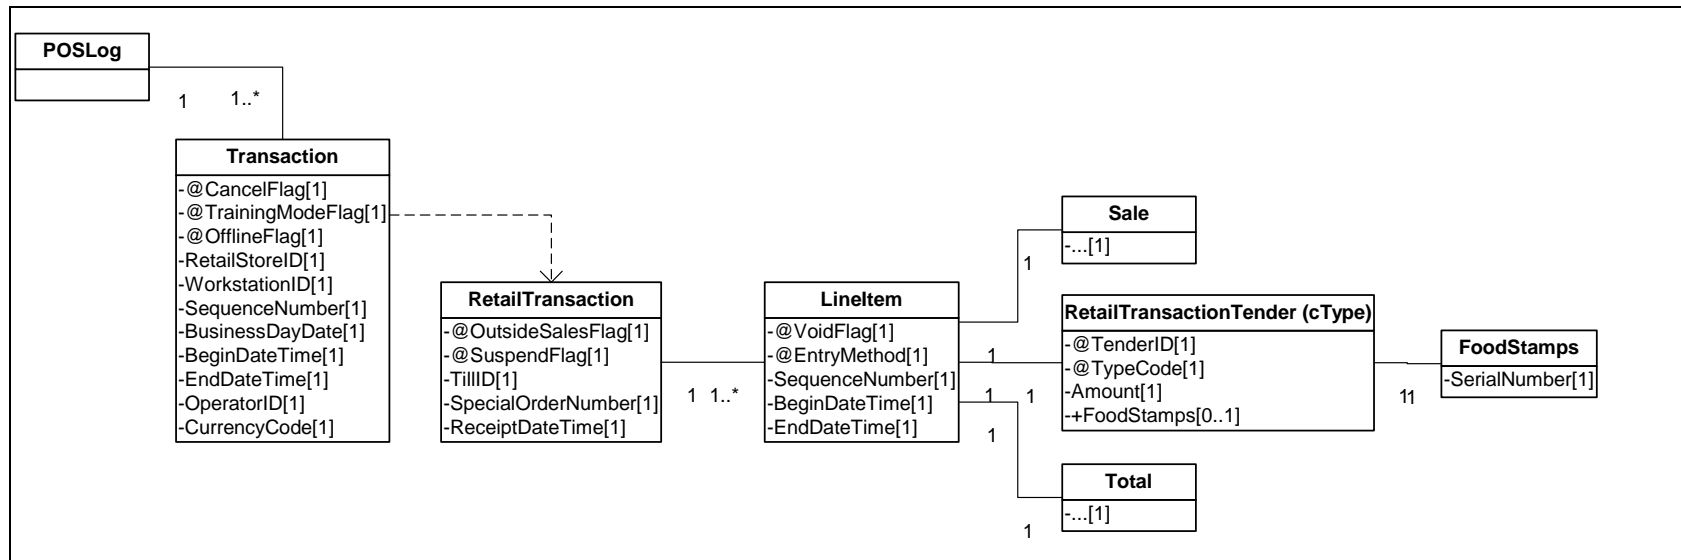 POSLog
1
1..*
Transaction
-@CancelFlag[1]
-@TrainingModeFlag[1]
-@OfflineFlag[1]
-RetailStoreID[1]
-WorkstationID[1]
-SequenceNumber[1]
-BusinessDayDate[1]
-BeginDateTime[1]
-EndDateTime[1]
-OperatorID[1]
-CurrencyCode[1]
RetailTransaction
-@OutsideSalesFlag[1]
-@SuspendFlag[1]
-TillID[1]
-SpecialOrderNumber[1]
-ReceiptDateTime[1]
1
1..*
LineItem
-@VoidFlag[1]
-@EntryMethod[1]
-SequenceNumber[1]
-BeginDateTime[1]
-EndDateTime[1]
1
1
1
1
1
1
Sale
-...[1]
RetailTransactionTender (cType)
-@TenderID[1]
-@TypeCode[1]
-Amount[1]
-+FoodStamps[0..1]
11
FoodStamps
-SerialNumber[1]
Total
-...[1]